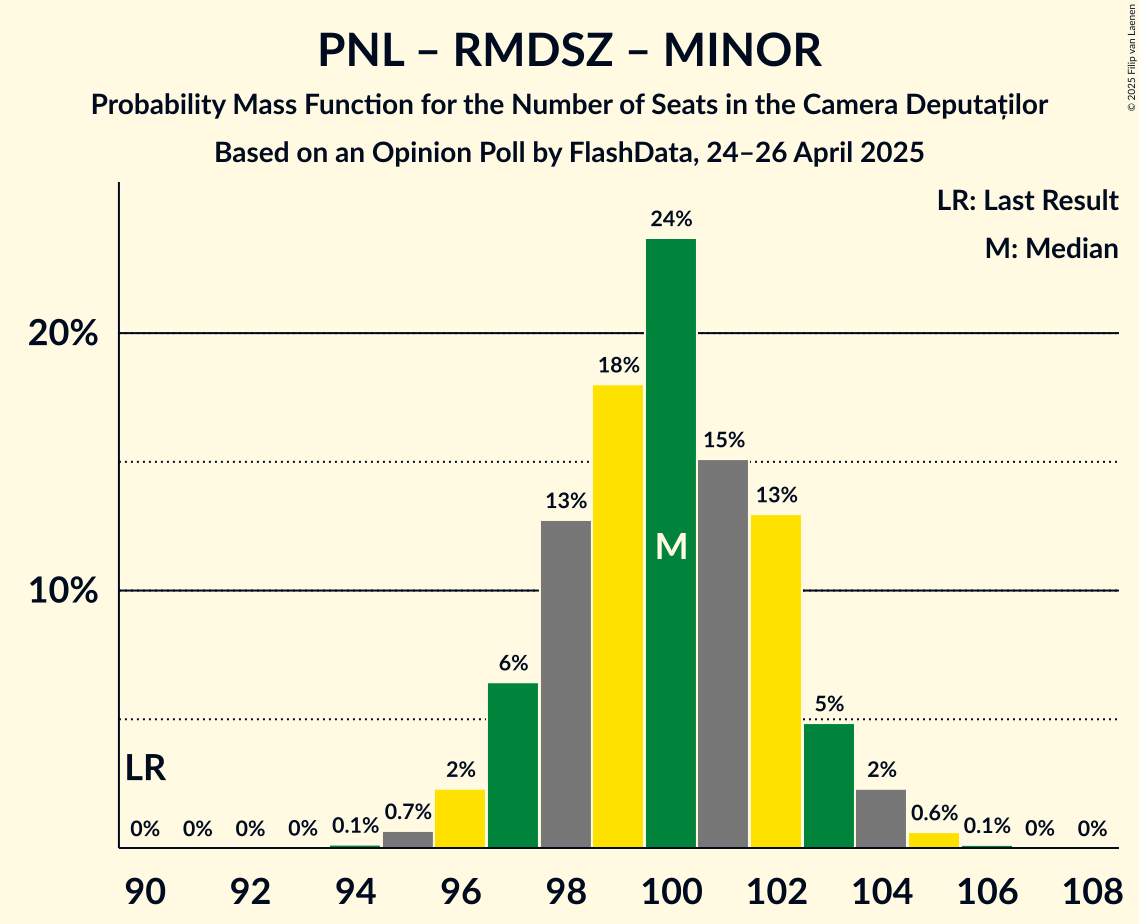 PNL – RMDSZ – MINOR
Probability Mass Function for the Number of Seats in the Camera Deputaților
Based on an Opinion Poll by FlashData, 24–26 April 2025
© 2025 Filip van Laenen
LR: Last Result
M: Median
20%
10%
LR
M
0%
0%
0%
0%
0.1%
0.7%
2%
6%
13%
18%
24%
15%
13%
5%
2%
0.6%
0.1%
0%
0%
90 92 94 96 98 100 102 104 106 108